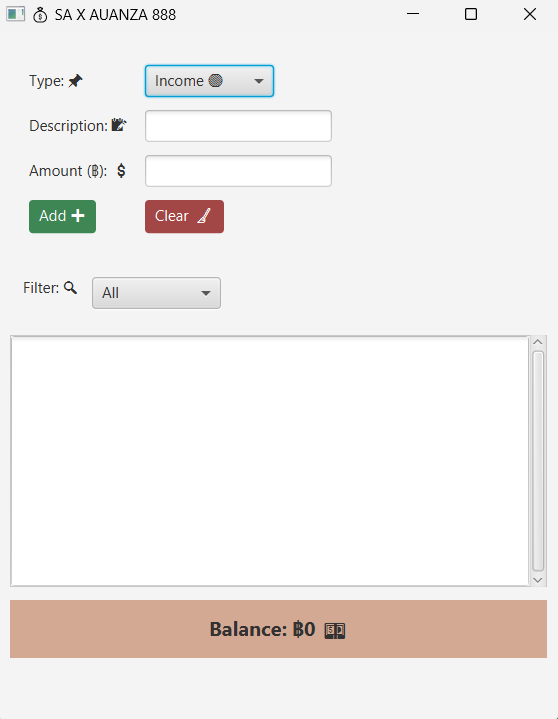 SA X AUANZA 888
Type: Income
Description:
Amount (฿): $
Add Clear
Filter: All
Balance: ฿0